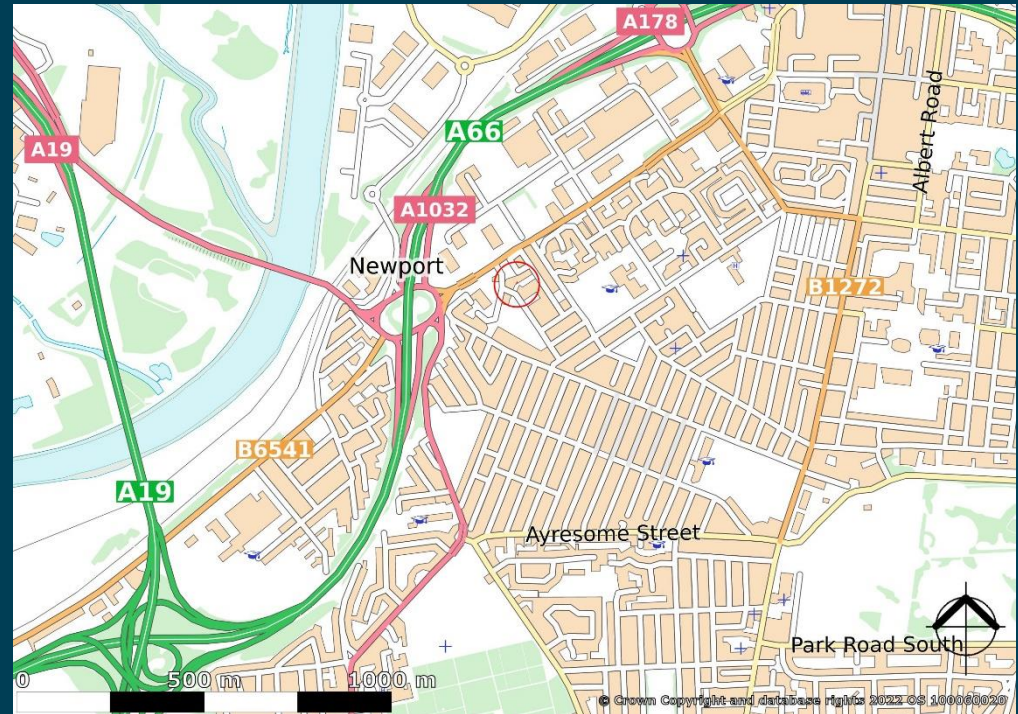 A178
Albert Road
A66
A19
A1032
Newport
B1272
B6541
A19
Ayresome Street
Park Road South
0 500 m 1000 m
© Crown Copyright and database rights 2022 OS 100060020